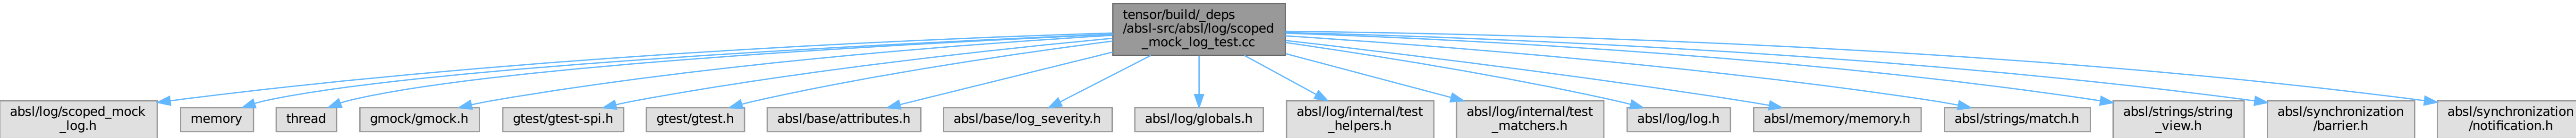 tensor/build/_deps
/absl-src/absl/log/scoped
_mock_log_test.cc
absl/log/scoped_mock
_log.h
memory
thread
gmock/gmock.h
gtest/gtest-spi.h
gtest/gtest.h
absl/base/attributes.h
absl/base/log_severity.h
absl/log/globals.h
absl/log/internal/test
_helpers.h
absl/log/internal/test
_matchers.h
absl/log/log.h
absl/memory/memory.h
absl/strings/match.h
absl/strings/string
_view.h
absl/synchronization
/barrier.h
absl/synchronization
/notification.h